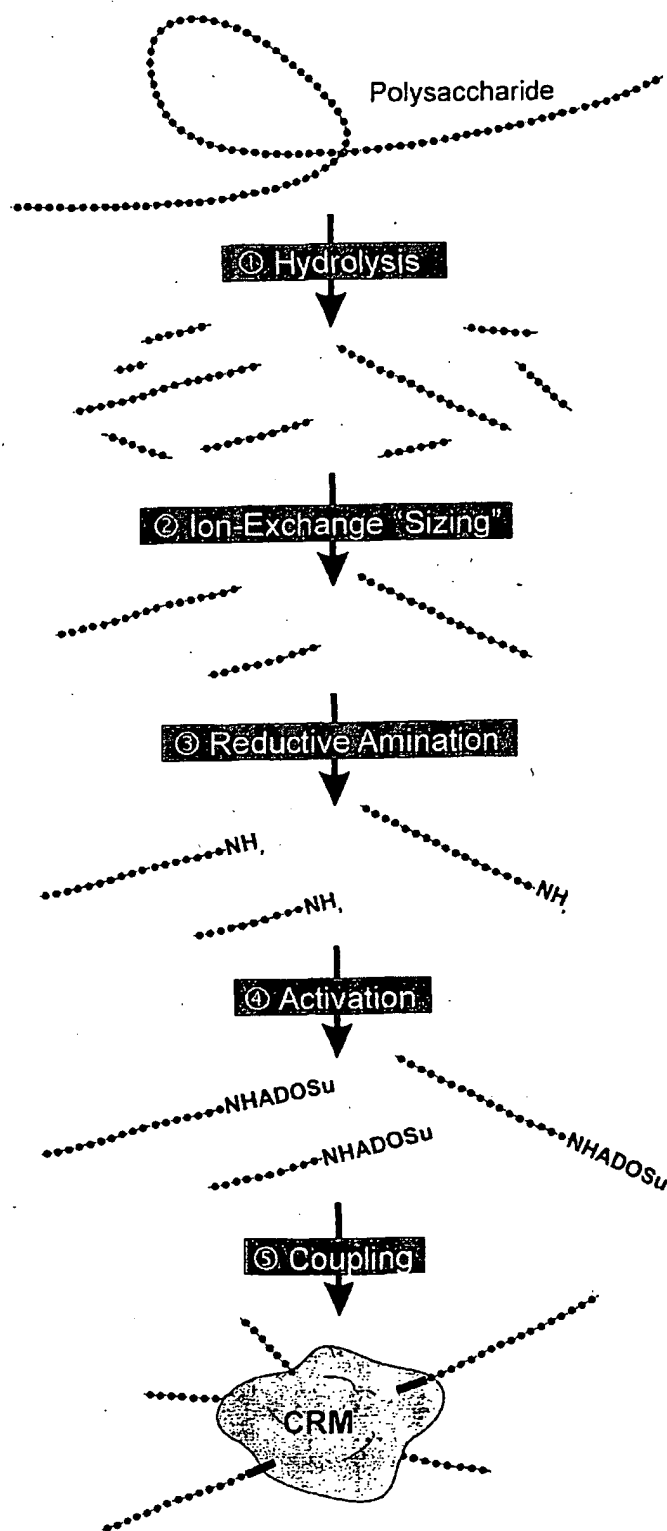 Polysaccharide
① Hydrolysis
② Ion-Exchange "Sizing"
③ Reductive Amination
NH,
NH,
NH,
④ Activation
NHADOSu
NHADOSu
NHADOSu
⑤ Coupling
CRM